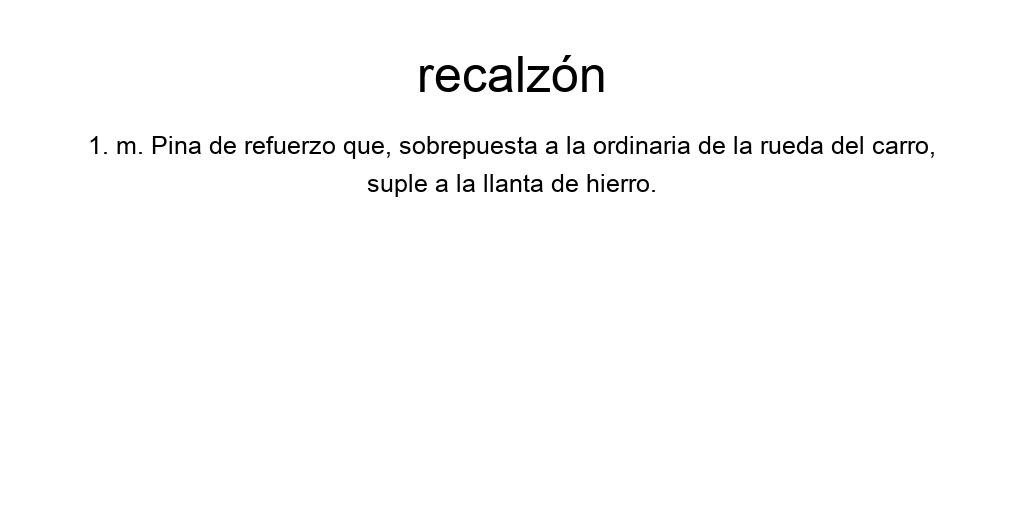 recalzón
1. m. Pina de refuerzo que, sobrepuesta a la ordinaria de la rueda del carro,
suple a la llanta de hierro.